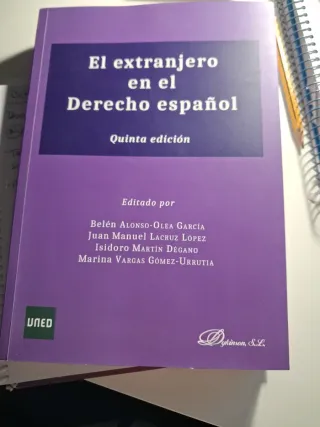 El extranjero
en el
Derecho español
Quinta edición
Editado por
Belén Alonso-Olea García
Juan Manuel Lacruz López
Isidoro Martín Dégano
Marina Vargas Gómez-Urrutia
UNED
Dykinson, S.L.